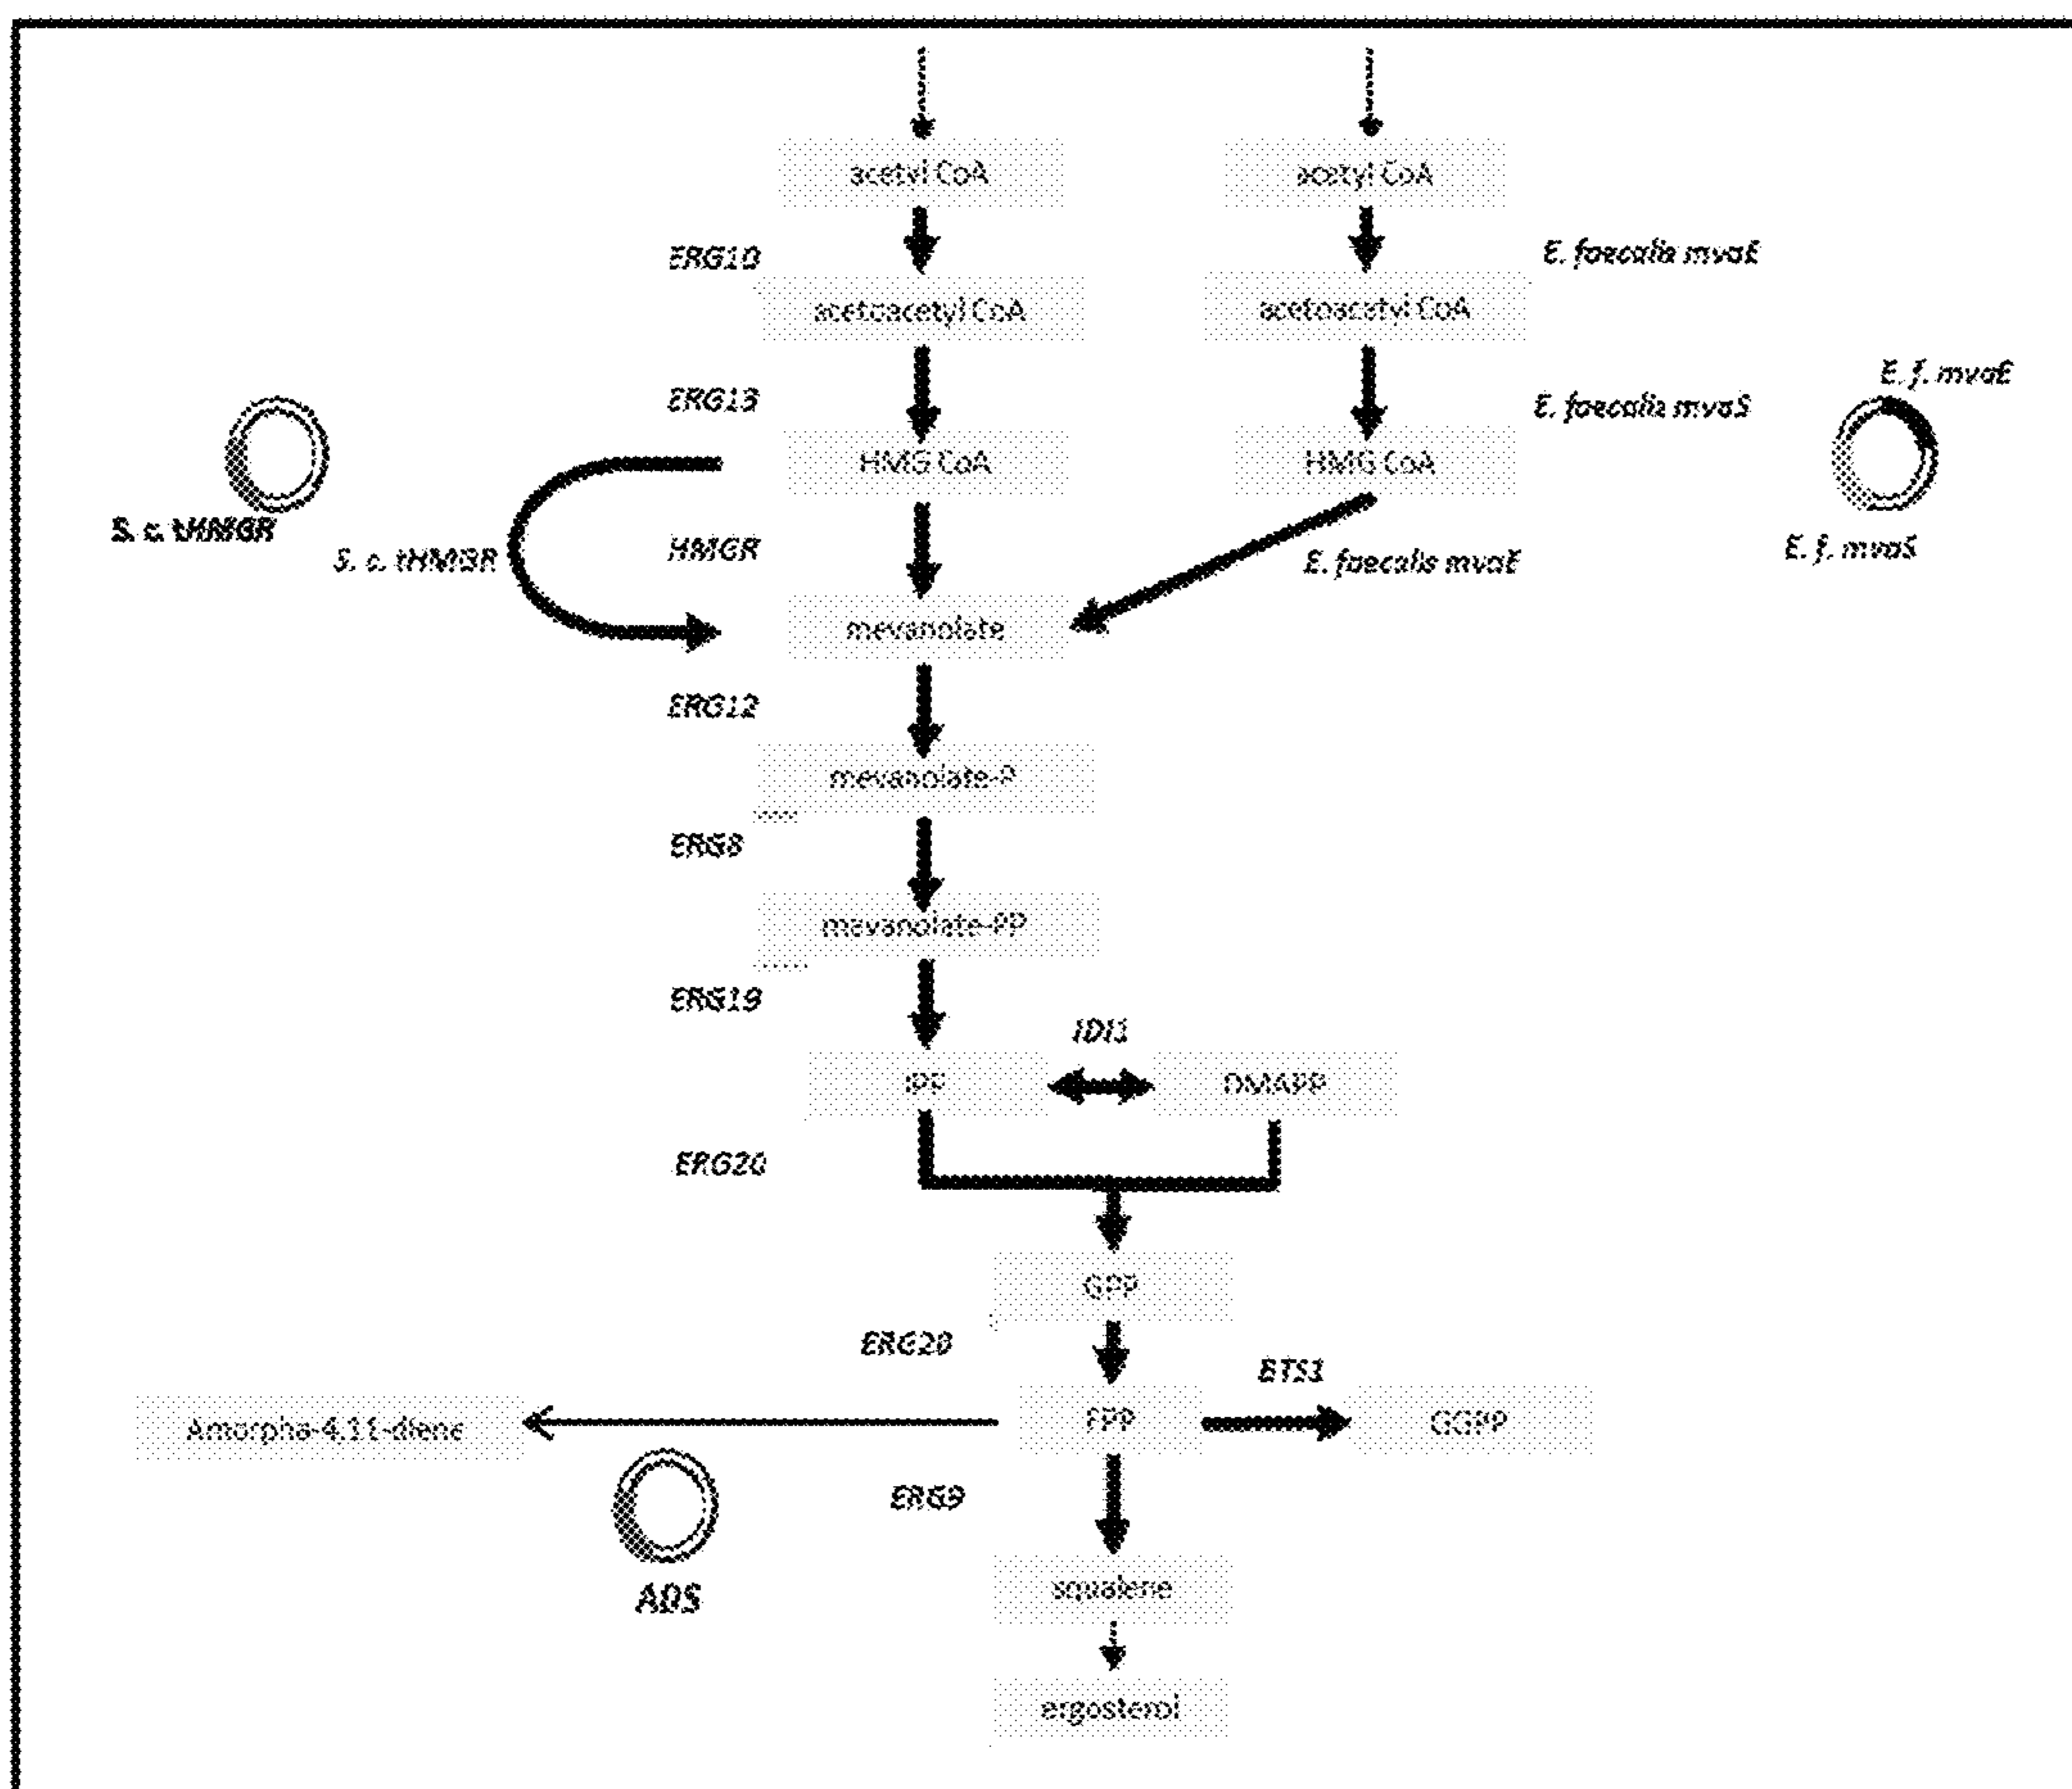 acetyl CoA
acetyl CoA
ERG10
E. faecalis mvaE
acetoacetyl CoA
acetoacetyl CoA
ERG13
E. faecalis mvaS
E. f. mvaE
HMG CoA
HMG CoA
S. c. tHMGR
S. c. tHMGR
HMGR
E. faecalis mvaE
E. f. mvaS
mevanolate
ERG12
mevanolate-P
ERG8
mevanolate-PP
ERG19
IDI1
IPP
DMAPP
ERG20
GPP
ERG20
BTS1
Amorpha-4,11-diene
FPP
GGPP
ERG9
ADS
squalene
ergosterol